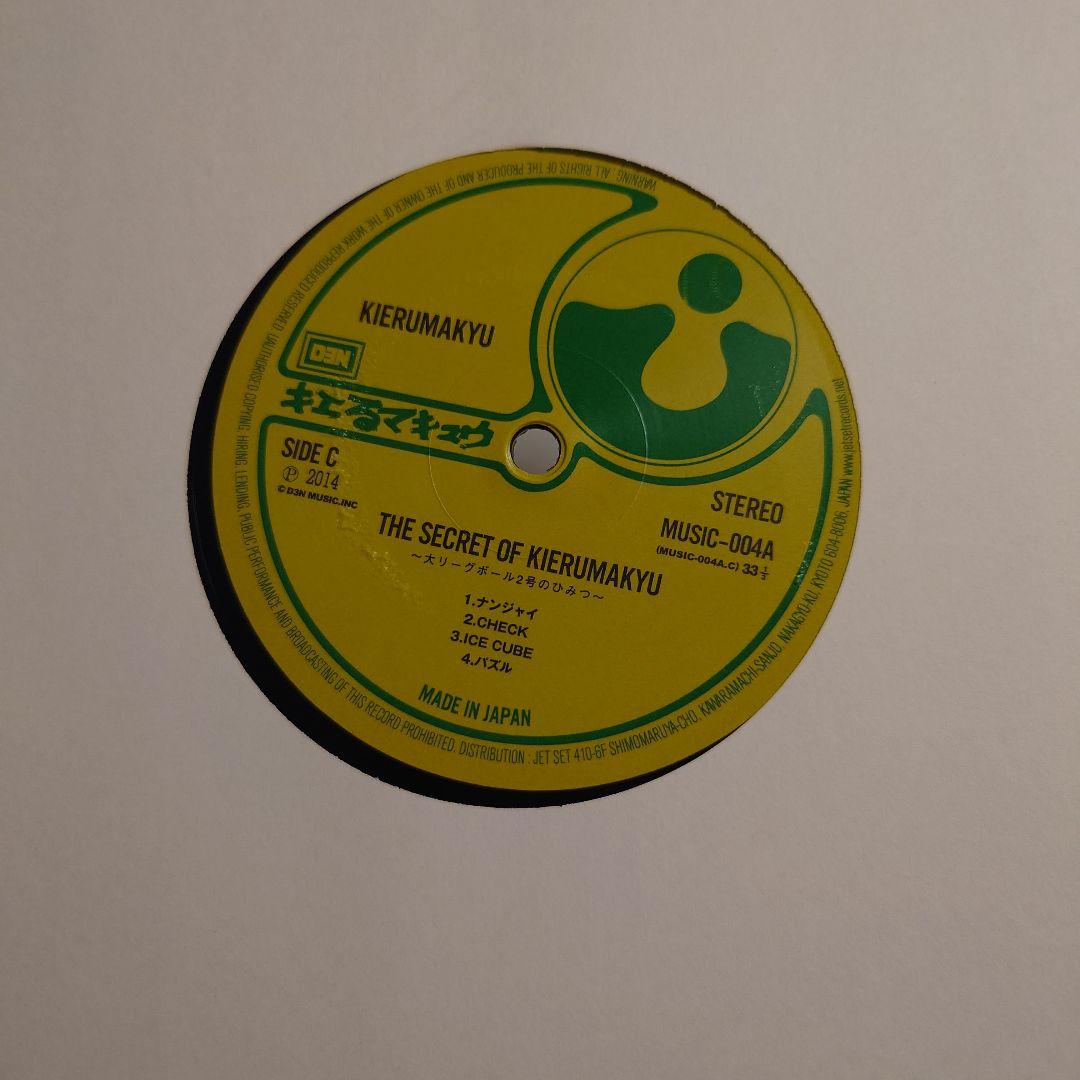 KIERUMAKYU
D3N
キエるマキュウ
SIDE C
Ⓟ 2014
© D3N MUSIC.INC
STEREO
MUSIC-004A
(MUSIC-004A-C) 33 1/3
THE SECRET OF KIERUMAKYU
～大リーグボール2号のひみつ～
1.ナンジャイ
2.CHECK
3.ICE CUBE
4.パズル
MADE IN JAPAN
WARNING : ALL RIGHTS OF THE PRODUCER AND OF THE OWNER OF THE WORK REPRODUCED RESERVED. UAUTHORISED COPYING, HIRING, LENDING, PUBLIC PERFORMANCE AND BROADCASTING OF THIS RECORD PROHIBITED. DISTRIBUTION : JET SET 410-6F SHIMOMARUYA-CHO, KAWARAMACHI-SANJO, NAKAGYO-KU, KYOTO 604-8006, JAPAN www.jetsetrecords.net